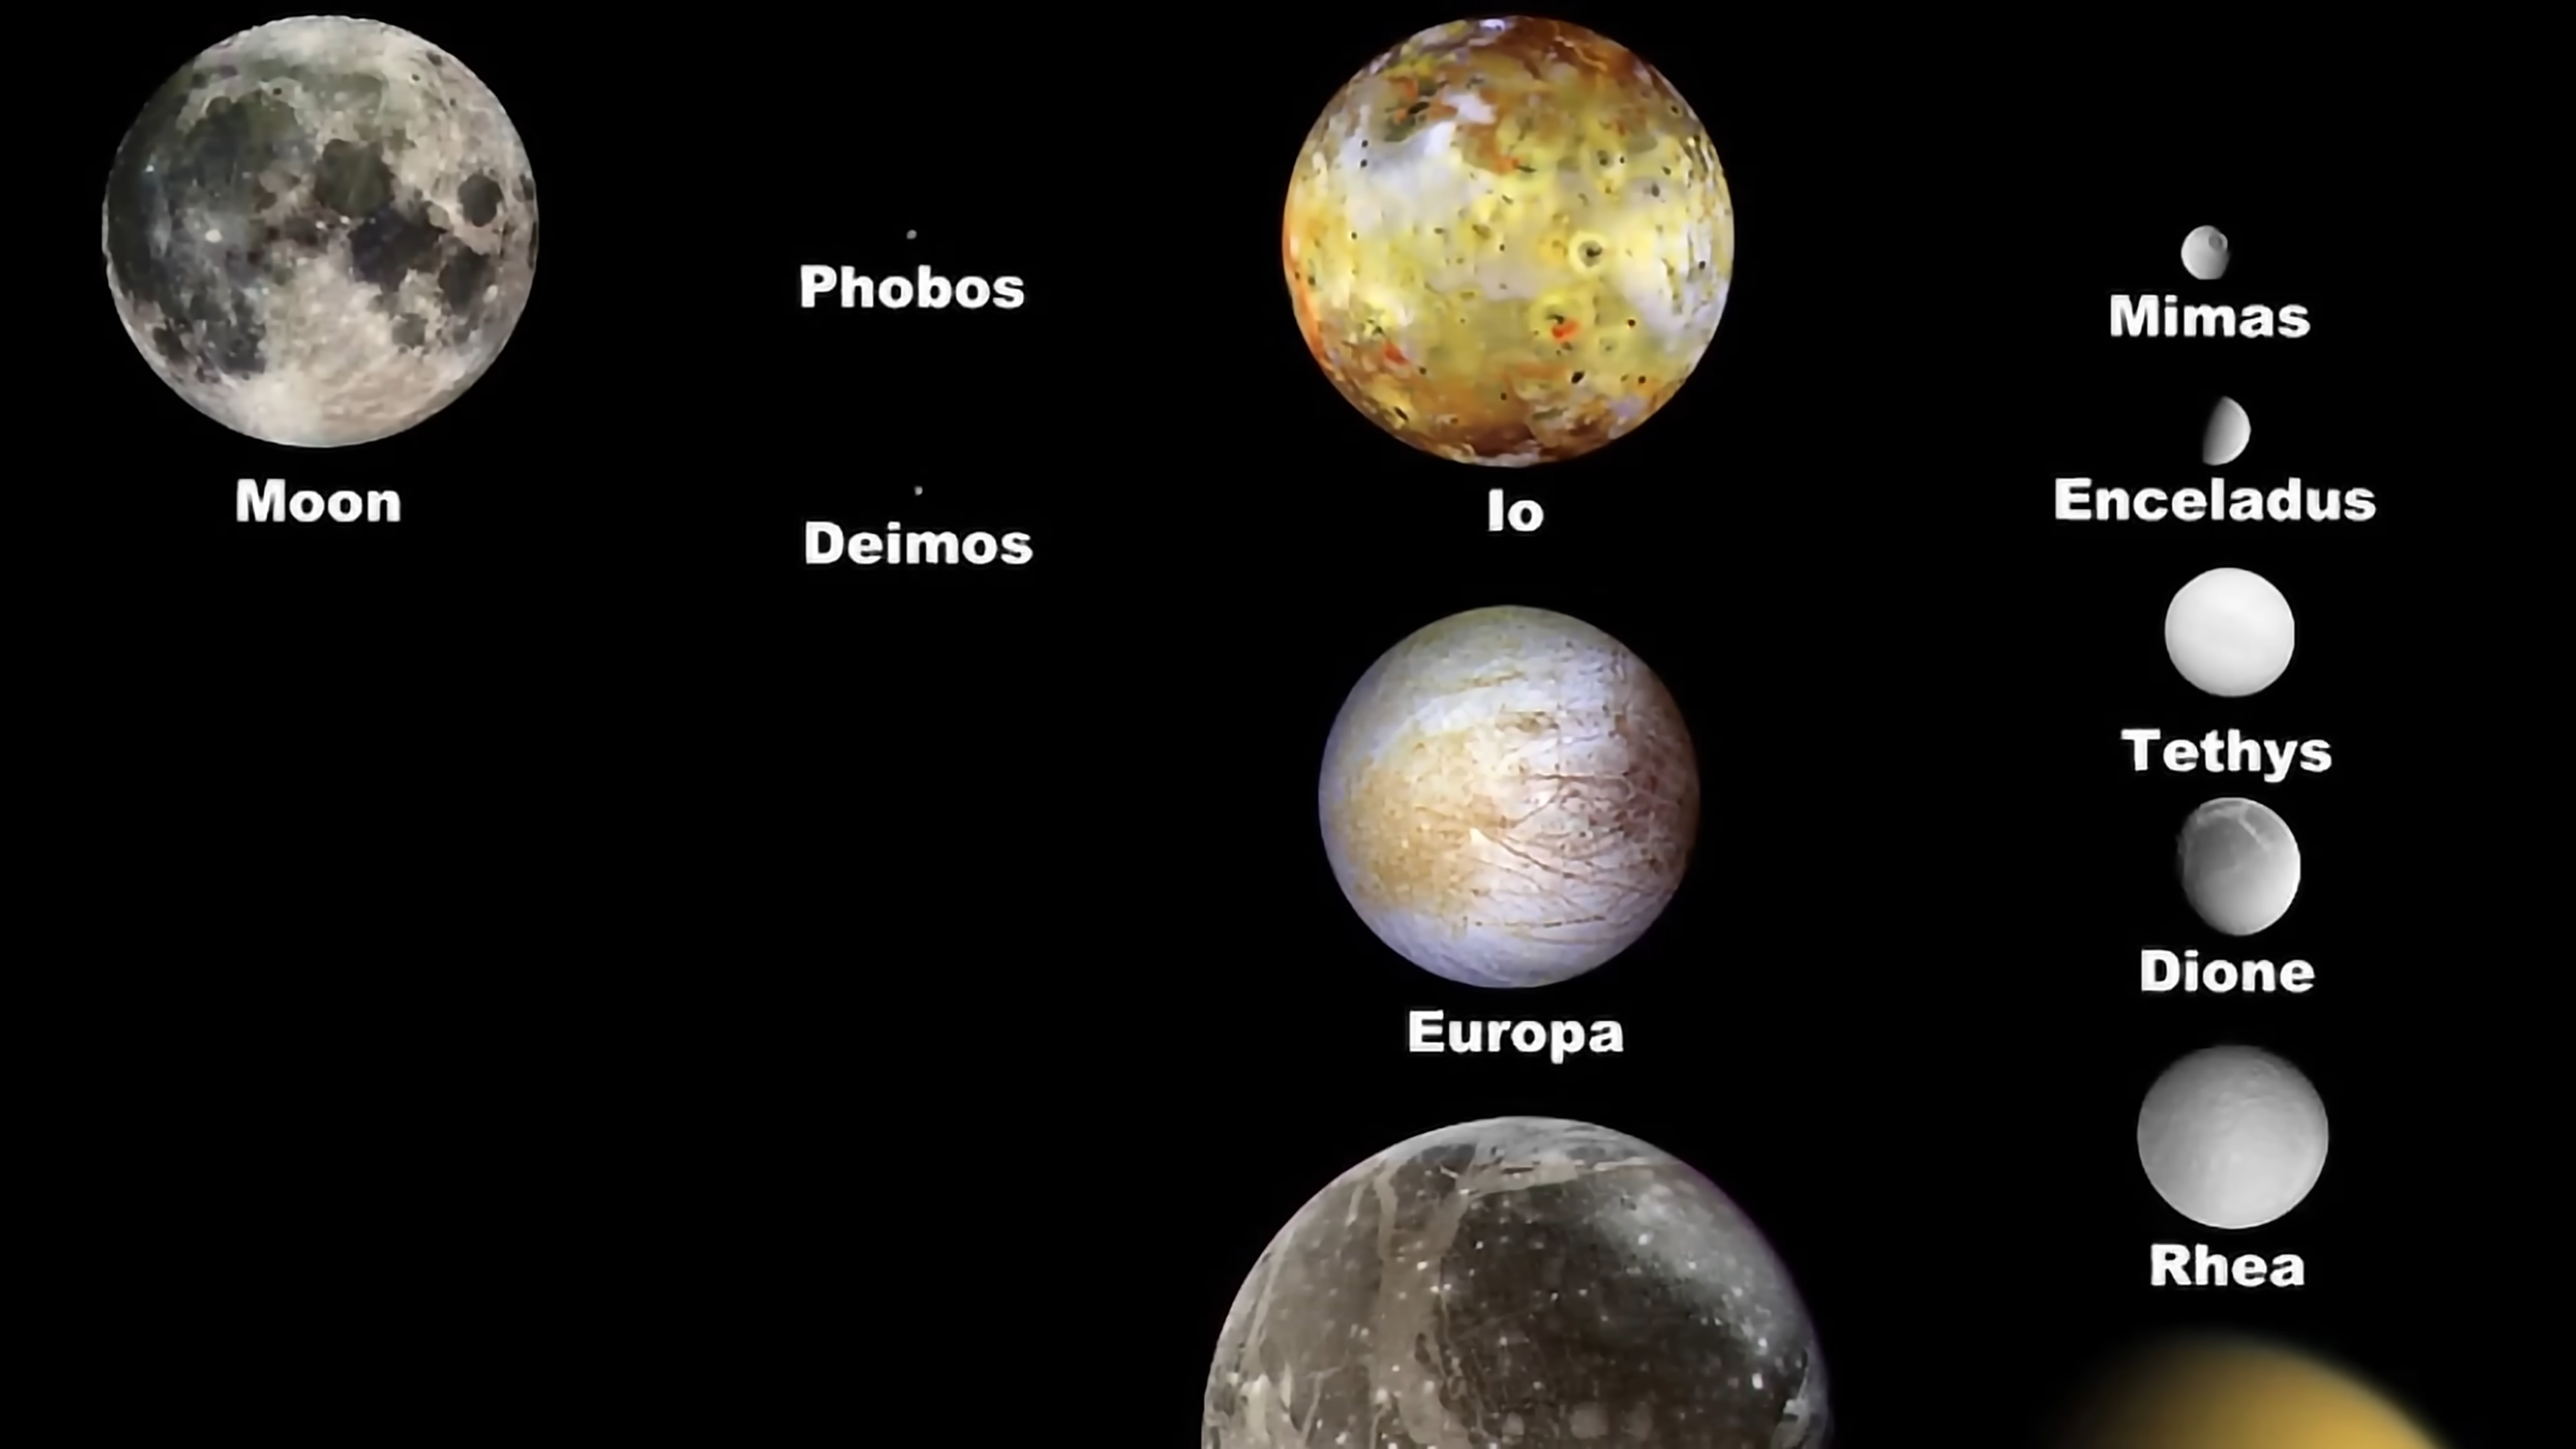 Moon
Phobos
Deimos
Io
Europa
Mimas
Enceladus
Tethys
Dione
Rhea